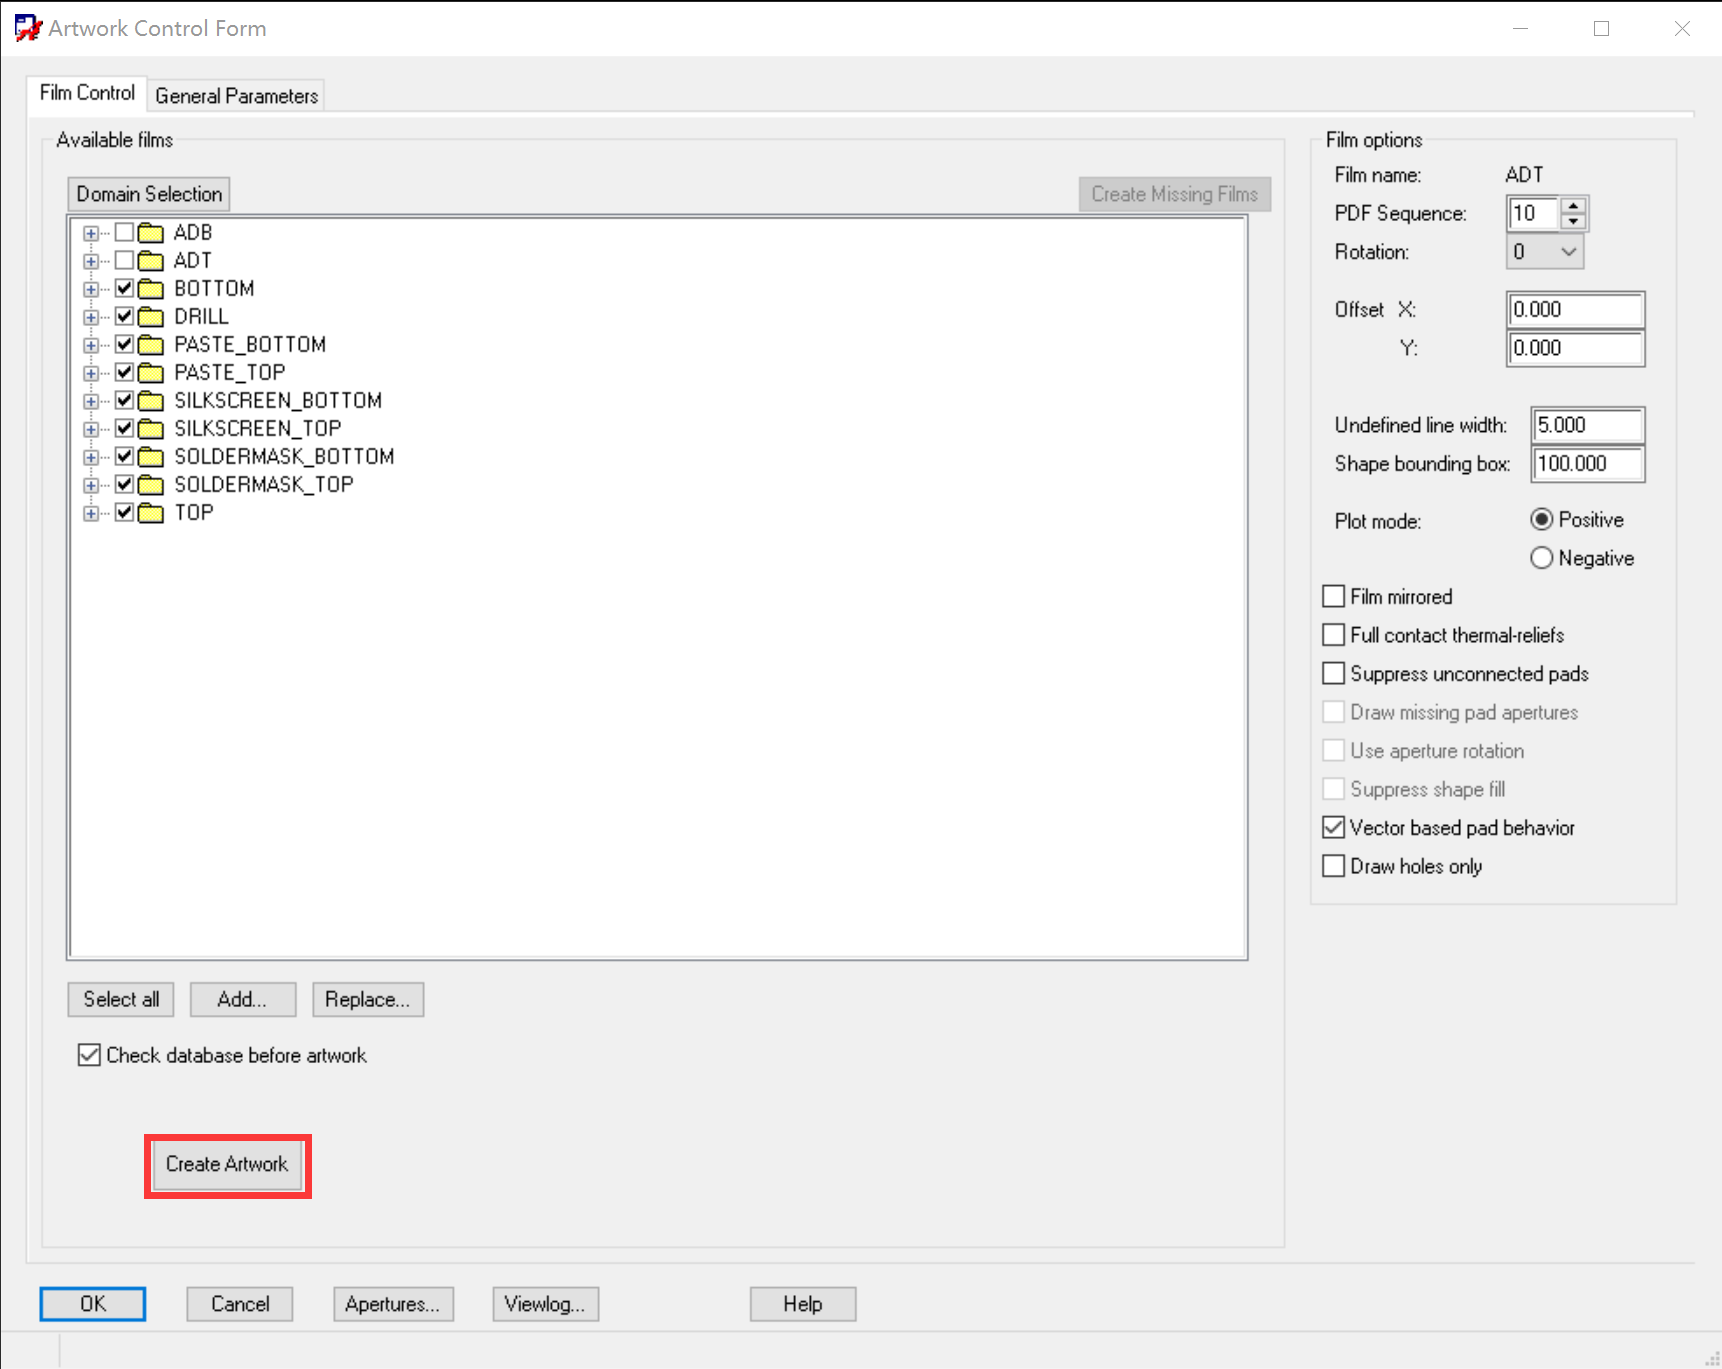 Artwork Control Form
Film Control
General Parameters
Available films
Domain Selection
Create Missing Films
ADB
ADT
BOTTOM
DRILL
PASTE_BOTTOM
PASTE_TOP
SILKSCREEN_BOTTOM
SILKSCREEN_TOP
SOLDERMASK_BOTTOM
SOLDERMASK_TOP
TOP
Select all
Add...
Replace...
Check database before artwork
Create Artwork
Film options
Film name: ADT
PDF Sequence: 10
Rotation: 0
Offset X: 0.000
Y: 0.000
Undefined line width: 5.000
Shape bounding box: 100.000
Plot mode: Positive
Negative
Film mirrored
Full contact thermal-reliefs
Suppress unconnected pads
Draw missing pad apertures
Use aperture rotation
Suppress shape fill
Vector based pad behavior
Draw holes only
OK
Cancel
Apertures...
Viewlog...
Help